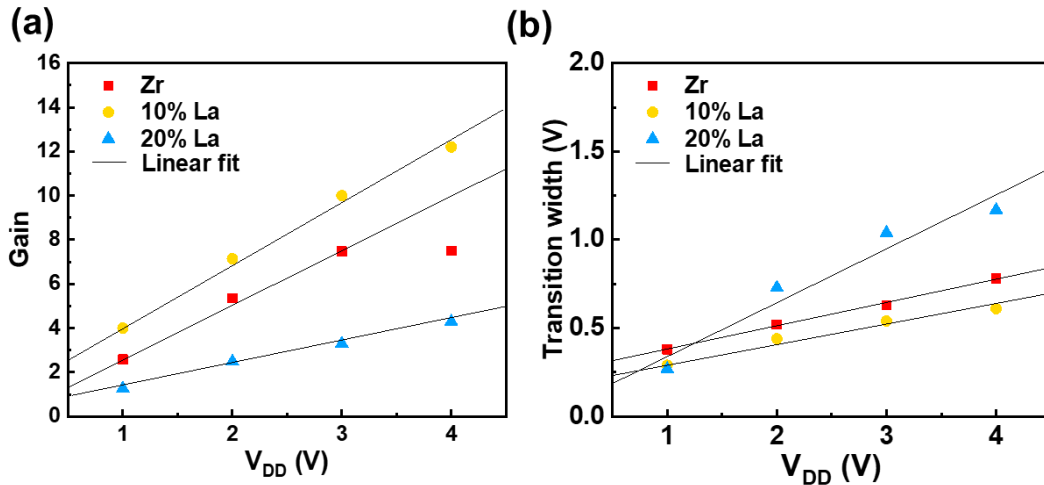 (a)
16
14
12
10
8
6
4
2
0
Gain
Zr
10% La
20% La
Linear fit
1 2 3 4
VDD (V)
(b)
2.0
1.5
1.0
0.5
0.0
Transition width (V)
Zr
10% La
20% La
Linear fit
1 2 3 4
VDD (V)